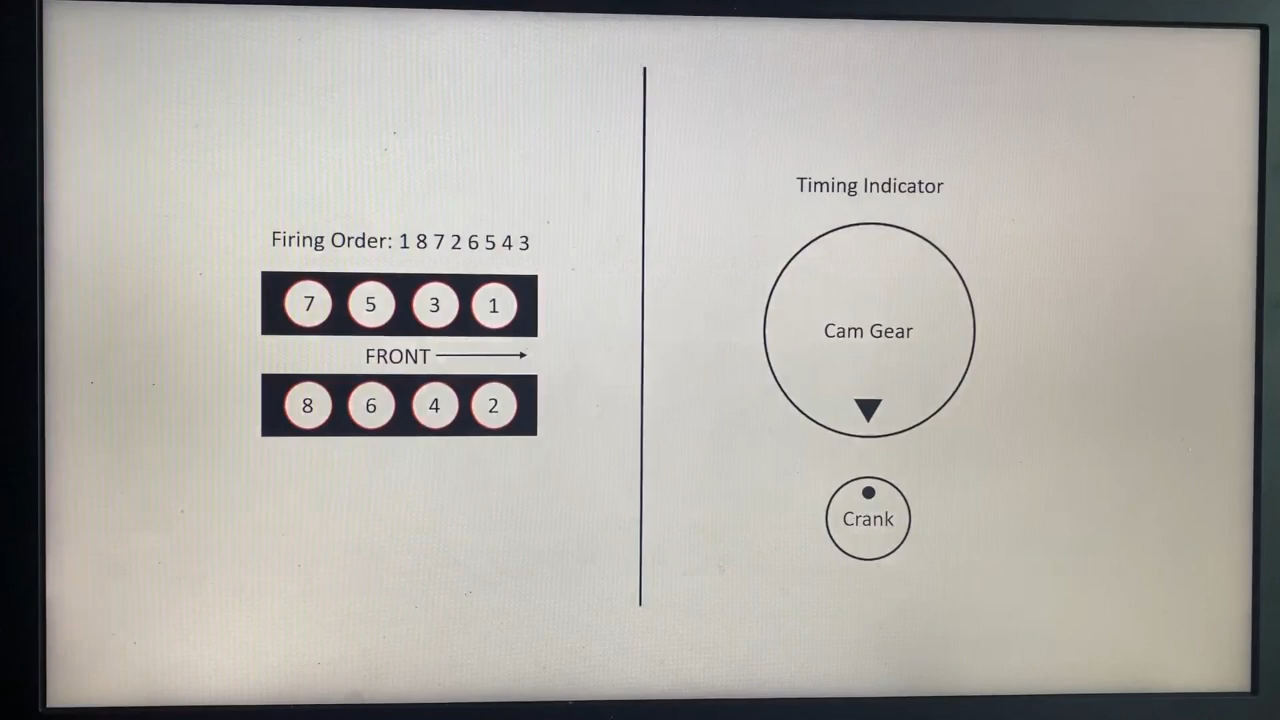 Firing Order: 1 8 7 2 6 5 4 3
7 5 3 1
FRONT
8 6 4 2
Timing Indicator
Cam Gear
Crank